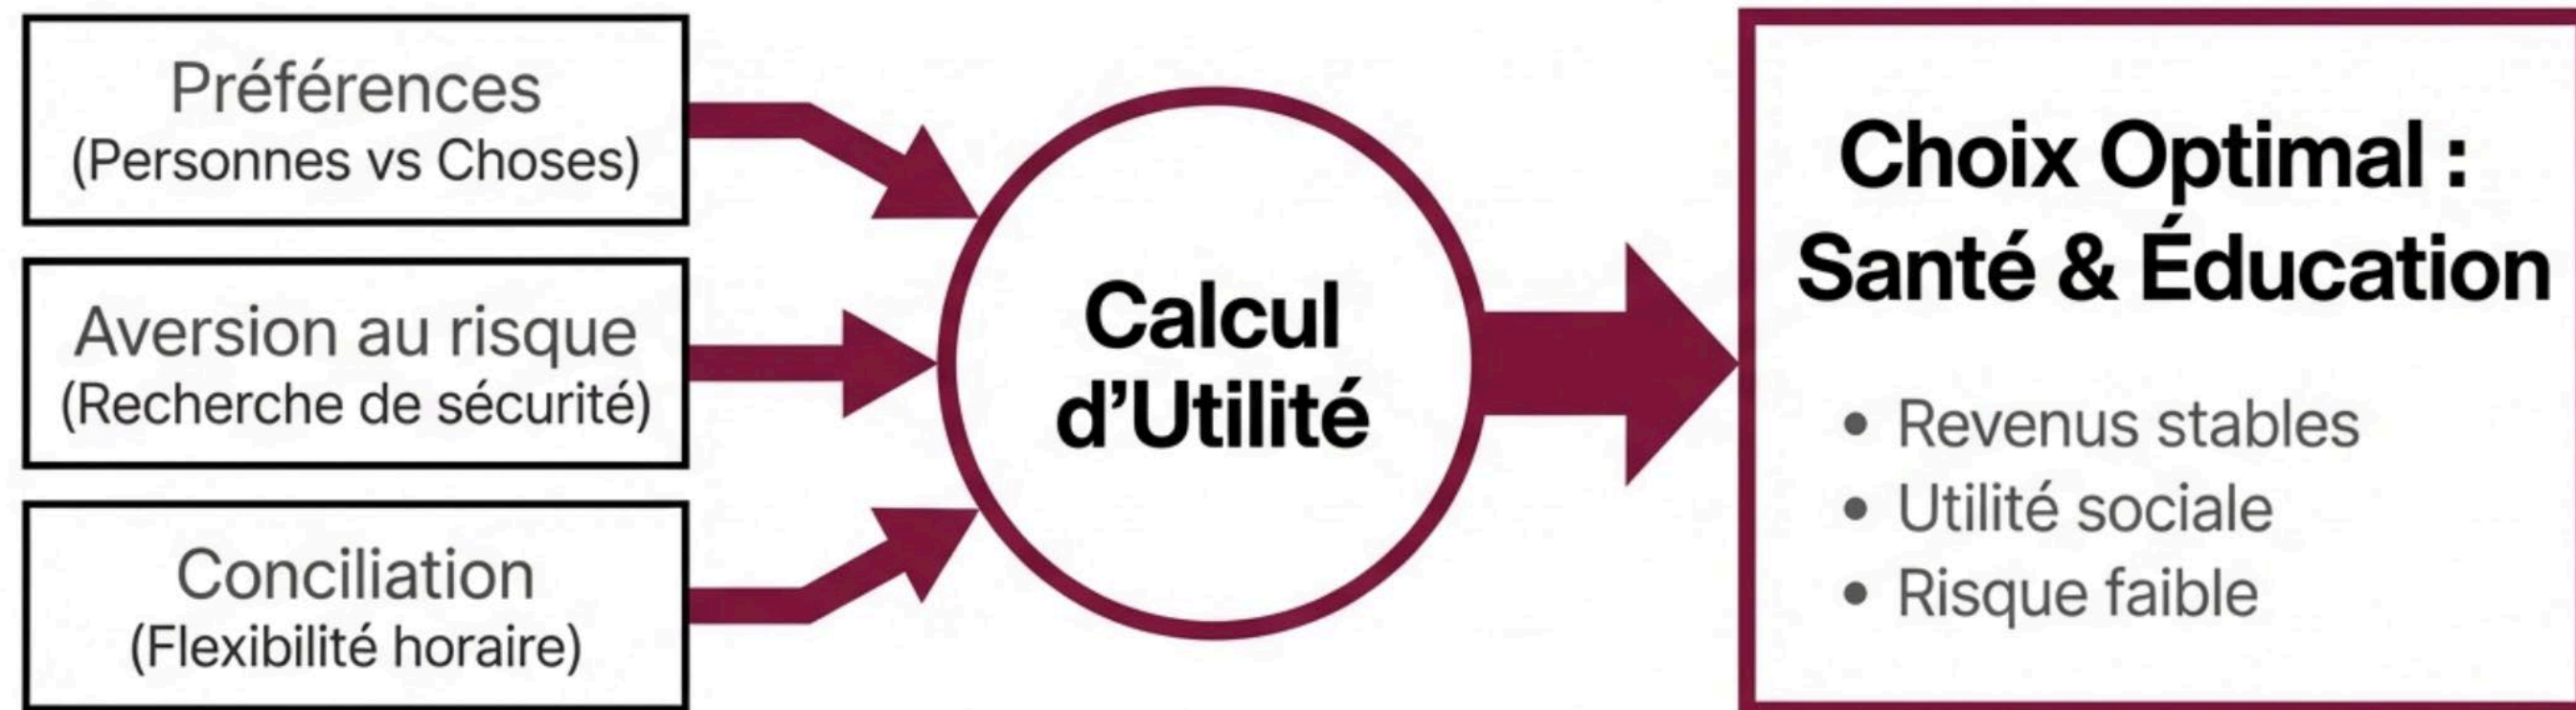 Préférences
(Personnes vs Choses)
Aversion au risque
(Recherche de sécurité)
Conciliation
(Flexibilité horaire)
Calcul
d’Utilité
Choix Optimal :
Santé & Éducation
• Revenus stables
• Utilité sociale
• Risque faible